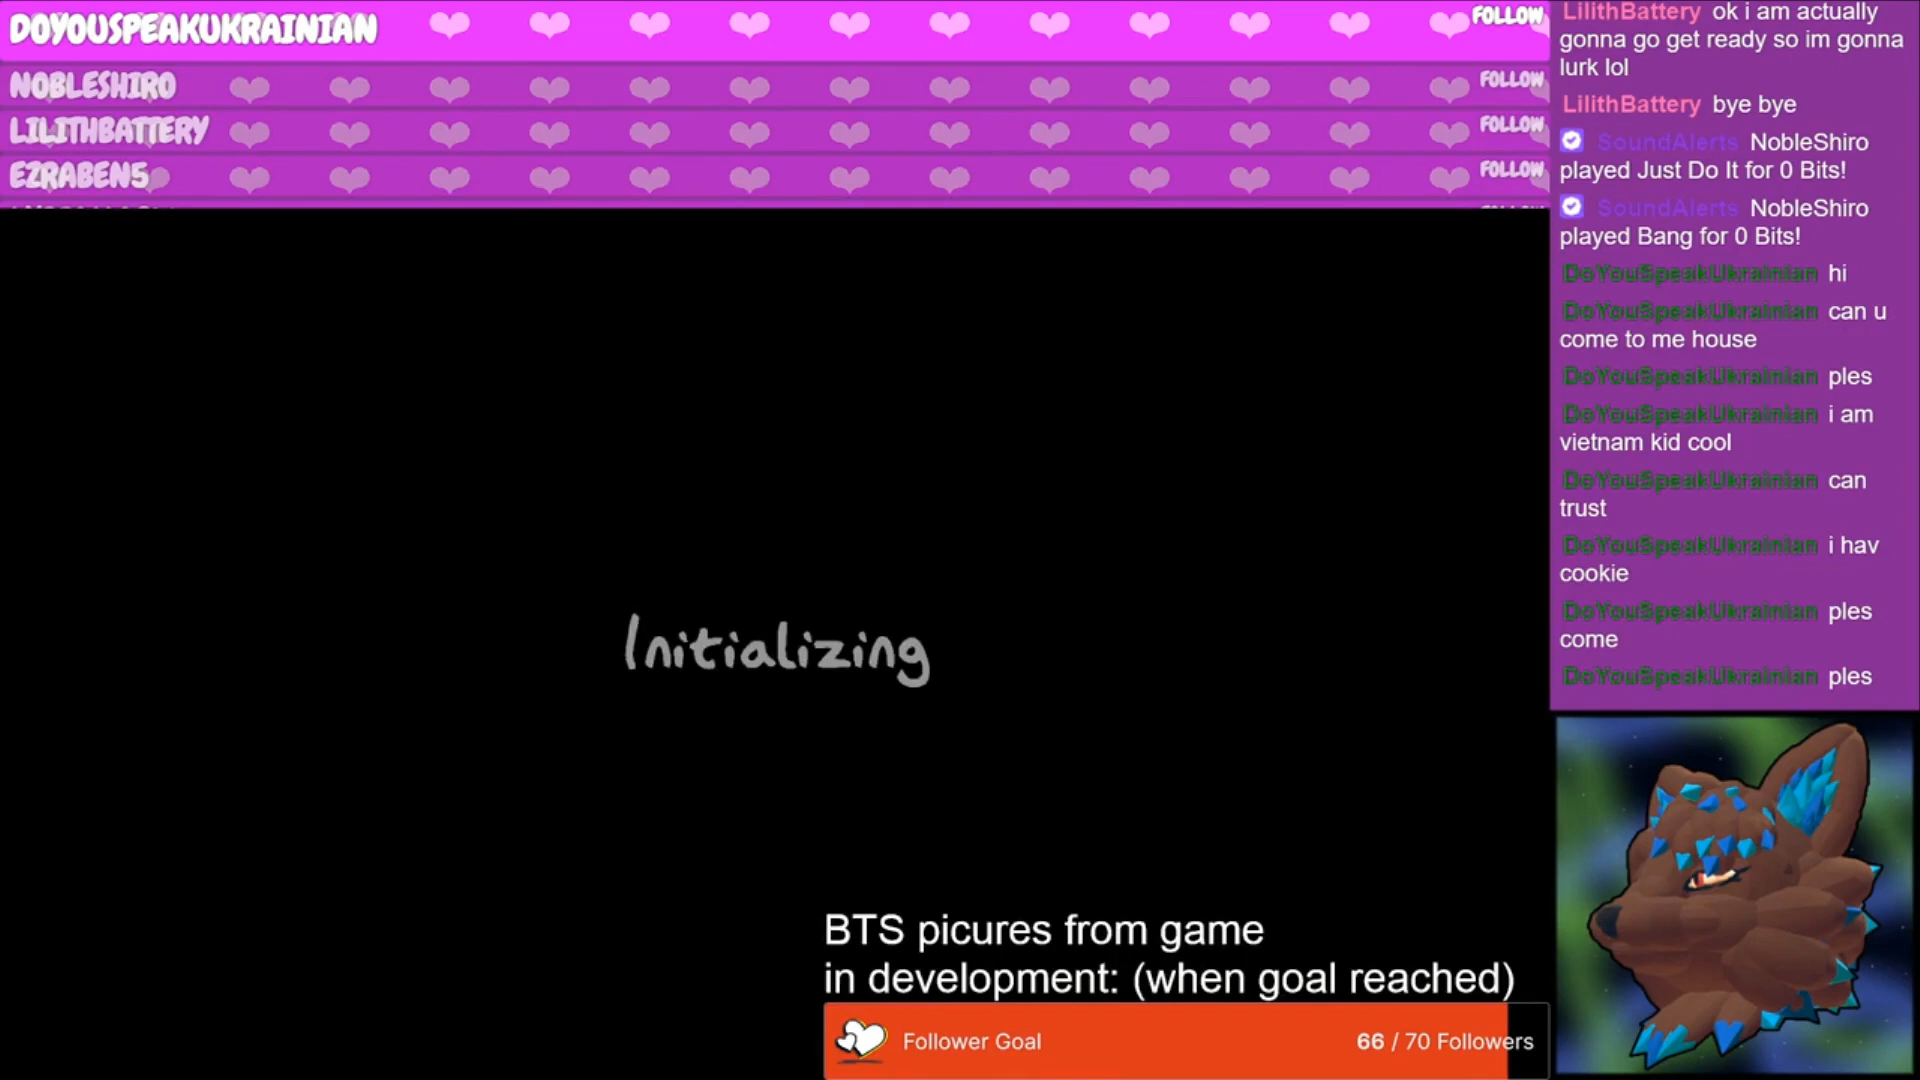 DOYOUSPEAKUKRAINIAN FOLLOW
NOBLESHIRO FOLLOW
LILITHBATTERY FOLLOW
EZRABEN5 FOLLOW
LilithBattery ok i am actually
gonna go get ready so im gonna
lurk lol
LilithBattery bye bye
SoundAlerts NobleShiro
played Just Do It for 0 Bits!
SoundAlerts NobleShiro
played Bang for 0 Bits!
DoYouSpeakUkrainian hi
DoYouSpeakUkrainian can u
come to me house
DoYouSpeakUkrainian ples
DoYouSpeakUkrainian i am
vietnam kid cool
DoYouSpeakUkrainian can
trust
DoYouSpeakUkrainian i hav
cookie
DoYouSpeakUkrainian ples
come
DoYouSpeakUkrainian ples
Initializing
BTS picures from game
in development: (when goal reached)
Follower Goal 66 / 70 Followers